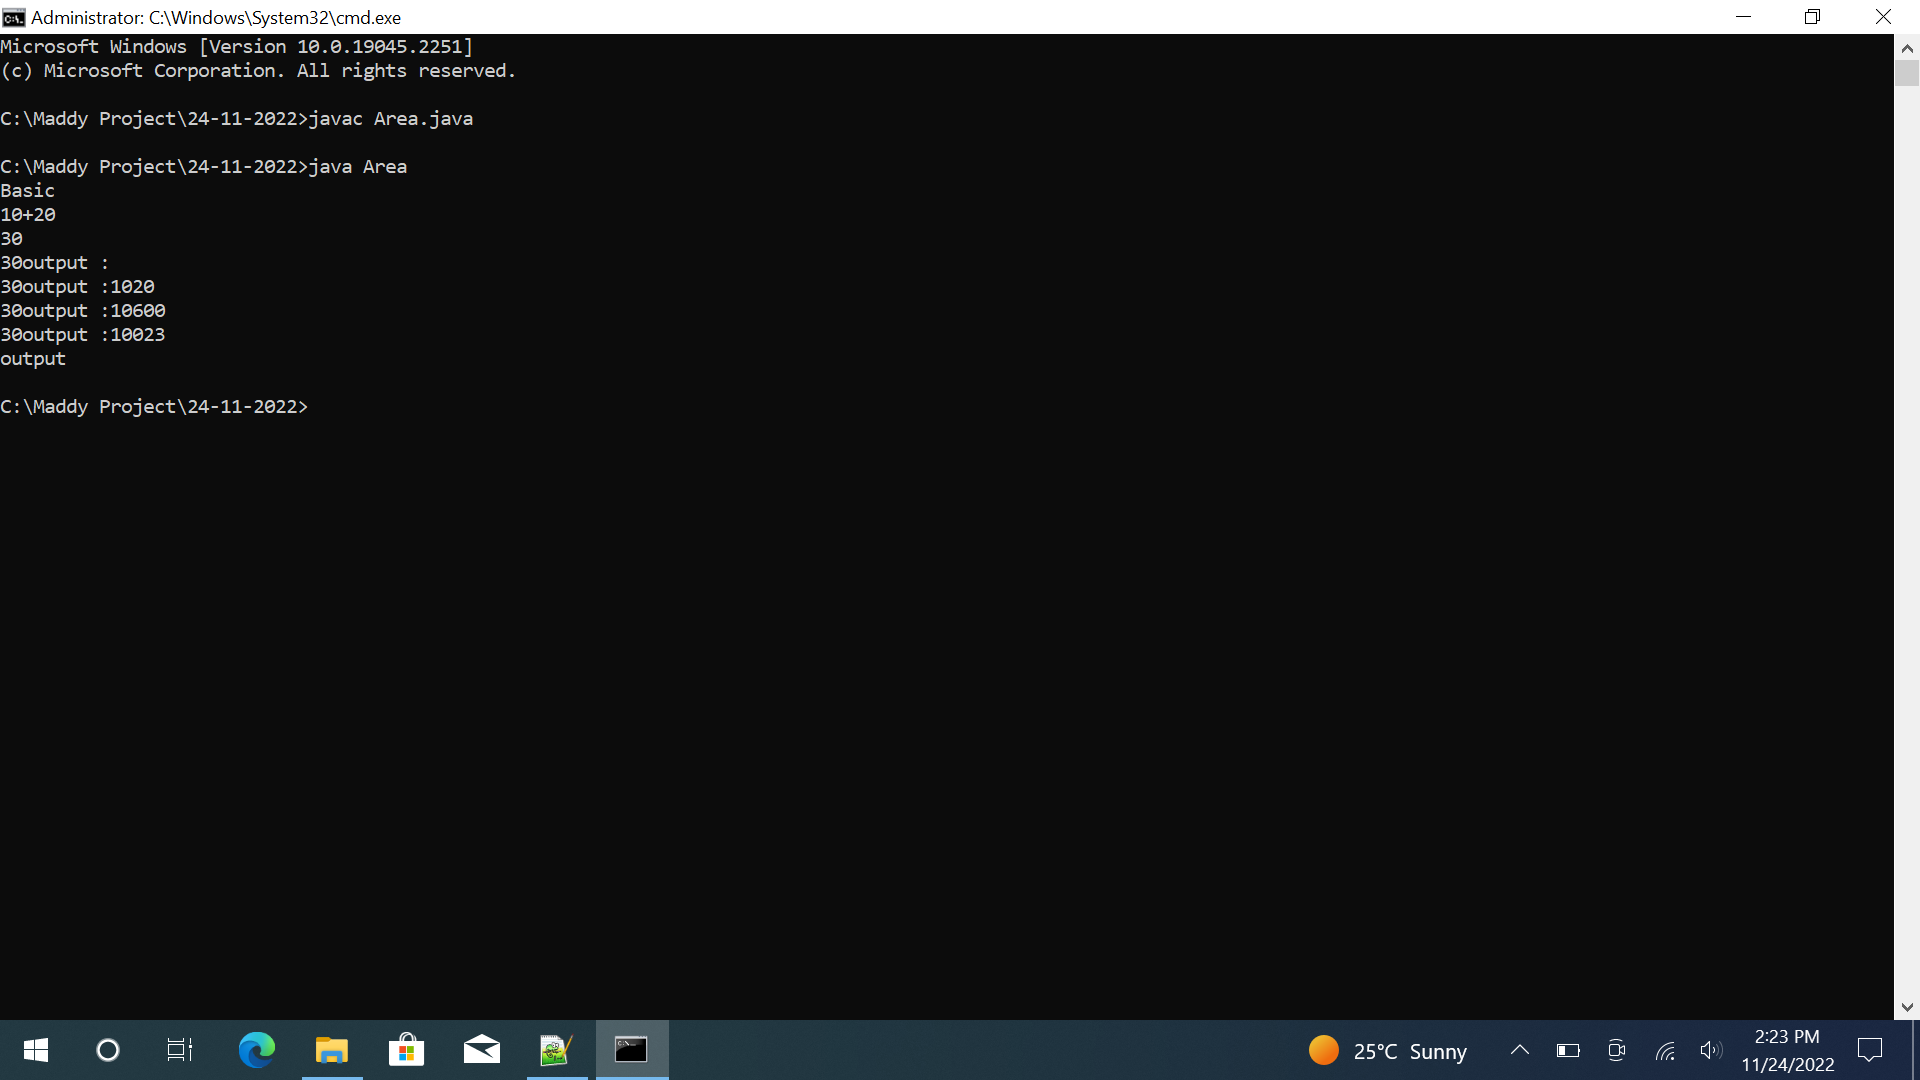 Administrator: C:\Windows\System32\cmd.exe
Microsoft Windows [Version 10.0.19045.2251]
(c) Microsoft Corporation. All rights reserved.
C:\Maddy Project\24-11-2022>javac Area.java
C:\Maddy Project\24-11-2022>java Area
Basic
10+20
30
30output :
30output :1020
30output :10600
30output :10023
output
C:\Maddy Project\24-11-2022>
25°C Sunny
2:23 PM
11/24/2022